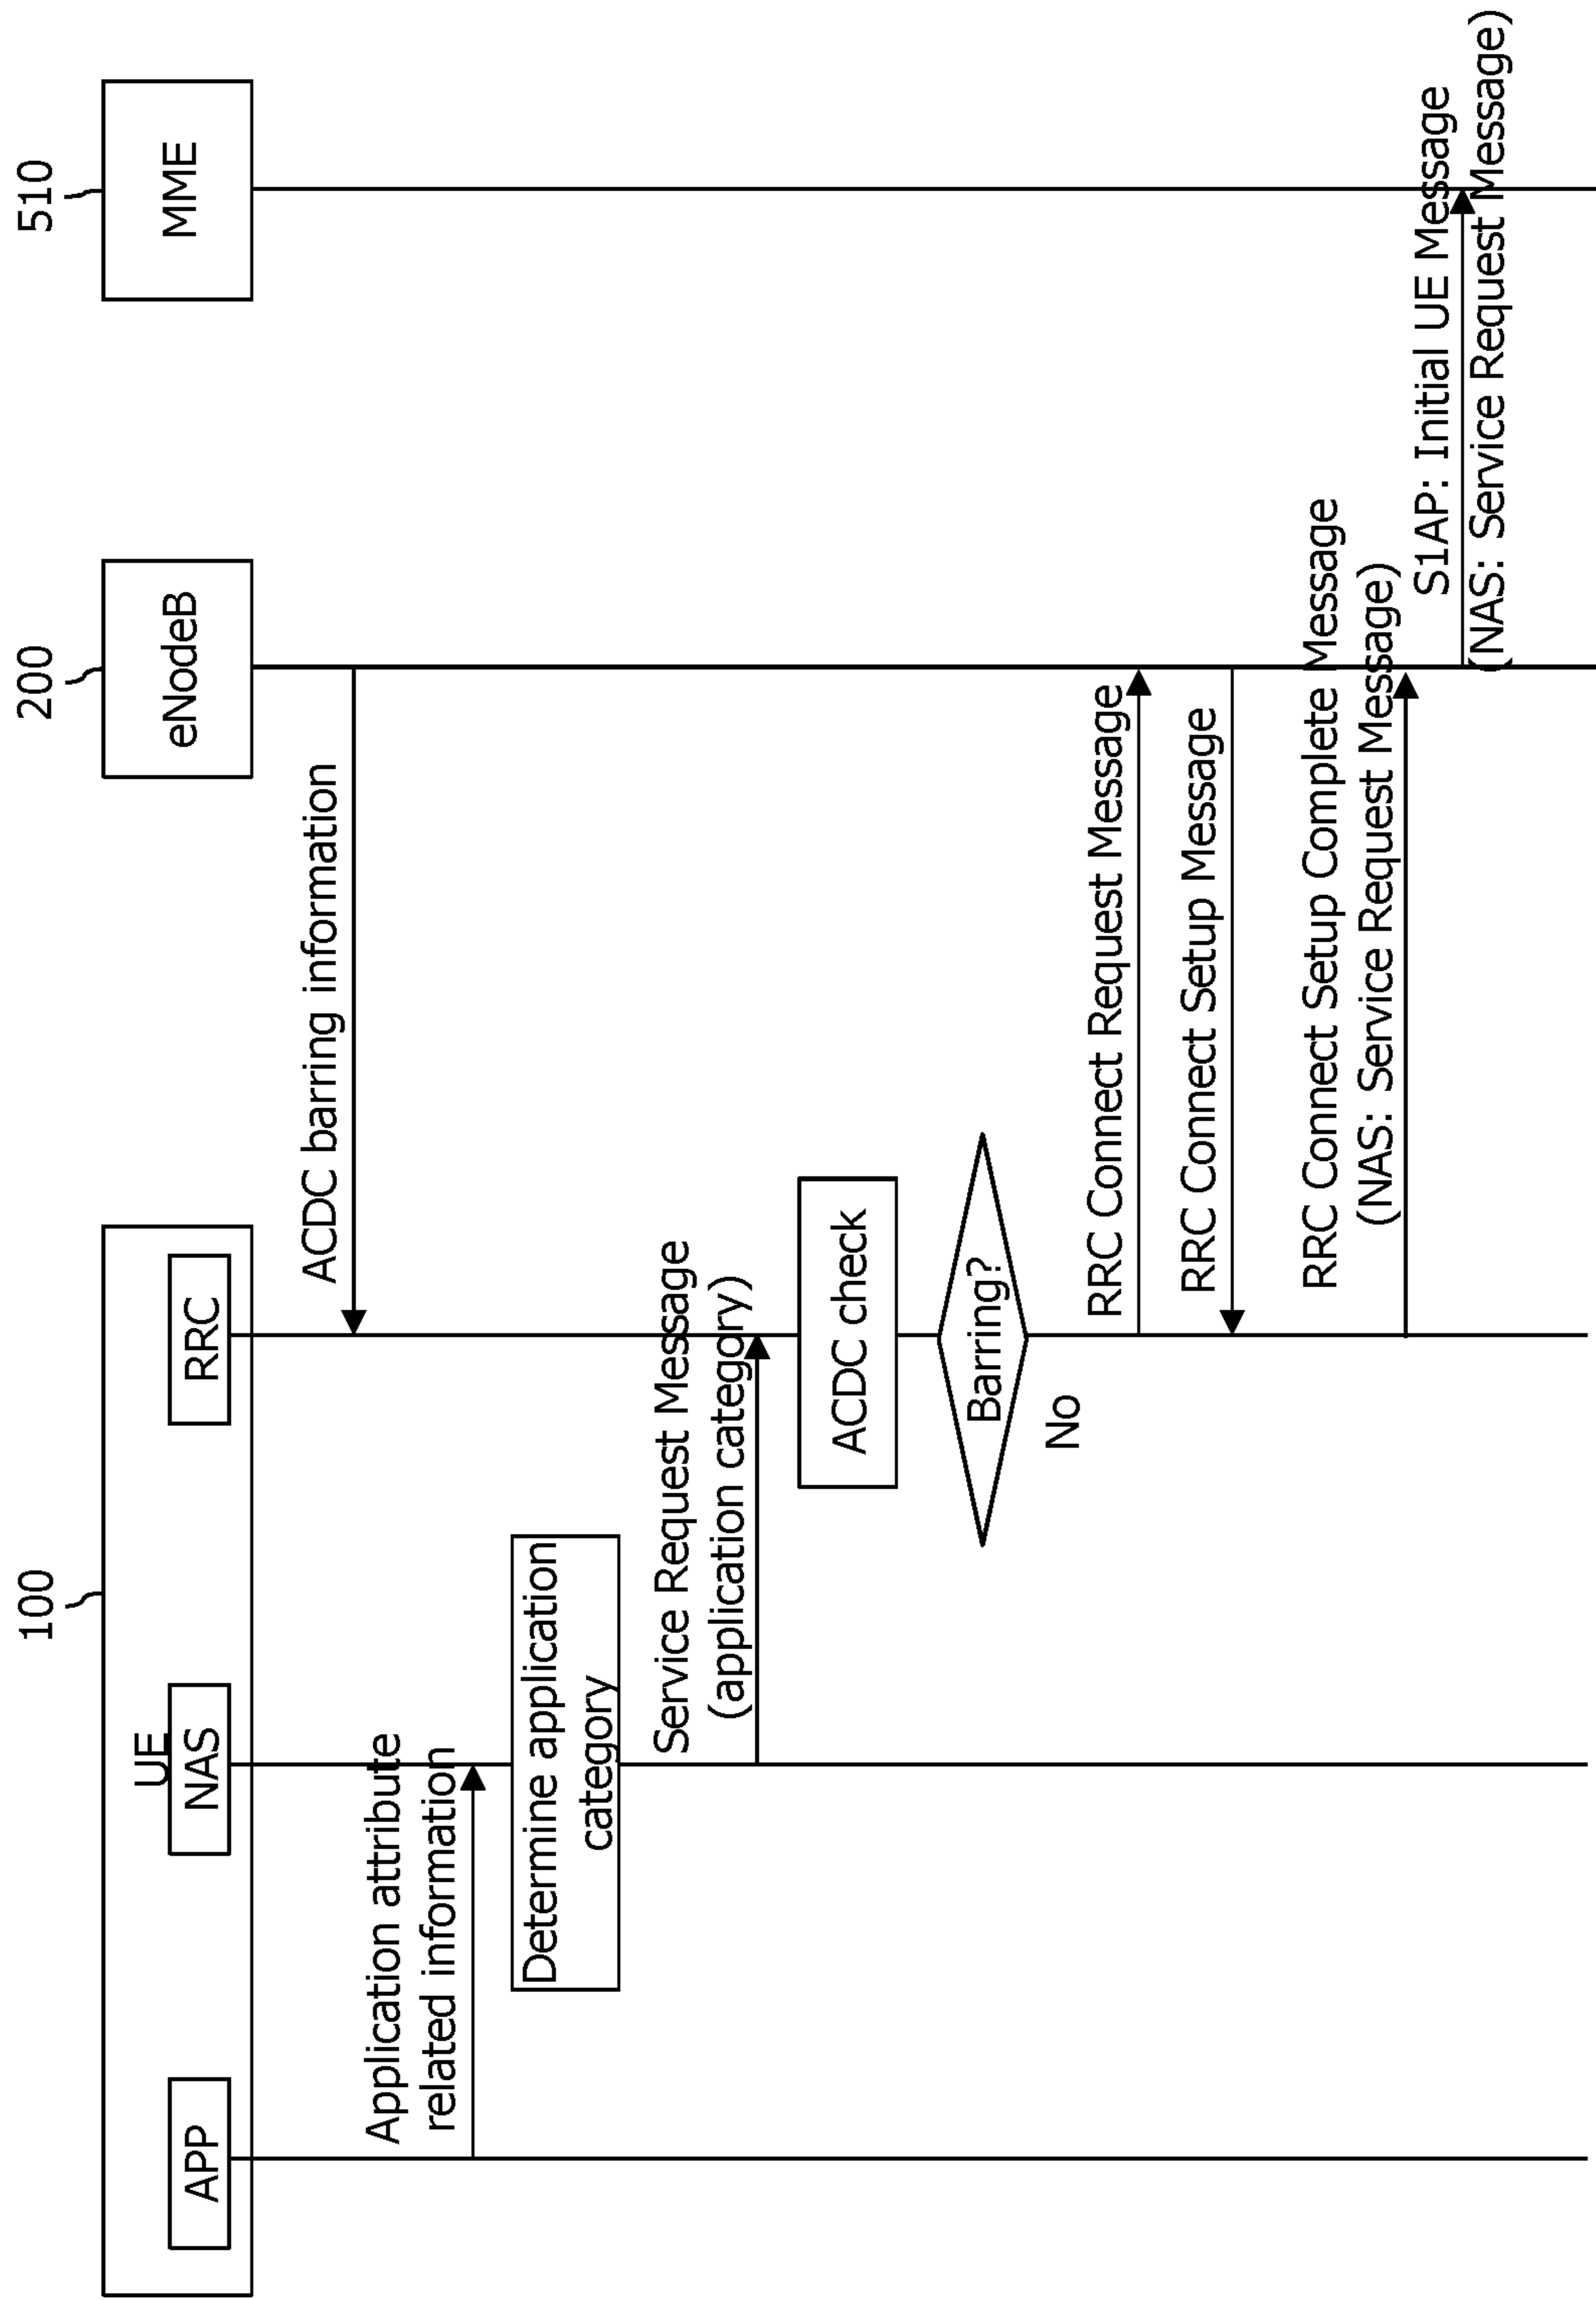 100
200
510
UE
eNodeB
MME
APP
NAS
RRC
ACDC barring information
Application attribute
related information
Determine application
category
Service Request Message
(application category)
ACDC check
Barring?
No
RRC Connect Request Message
RRC Connect Setup Message
RRC Connect Setup Complete Message
(NAS: Service Request Message)
S1AP: Initial UE Message
(NAS: Service Request Message)